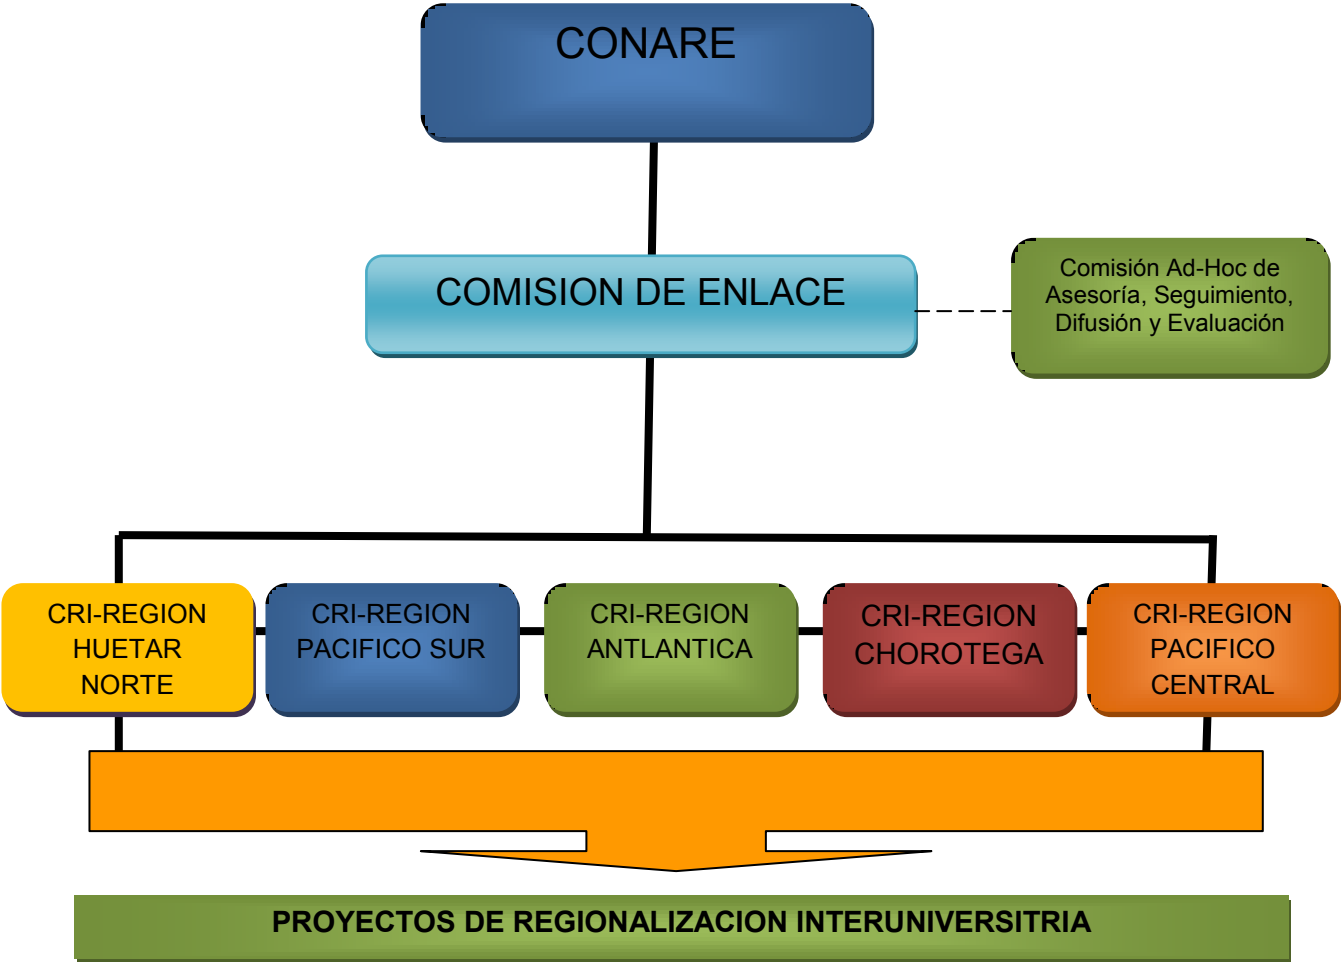 CONARE
COMISION DE ENLACE
Comisión Ad-Hoc de
Asesoría, Seguimiento,
Difusión y Evaluación
CRI-REGION
HUETAR
NORTE
CRI-REGION
PACIFICO SUR
CRI-REGION
ANTLANTICA
CRI-REGION
CHOROTEGA
CRI-REGION
PACIFICO
CENTRAL
PROYECTOS DE REGIONALIZACION INTERUNIVERSITRIA